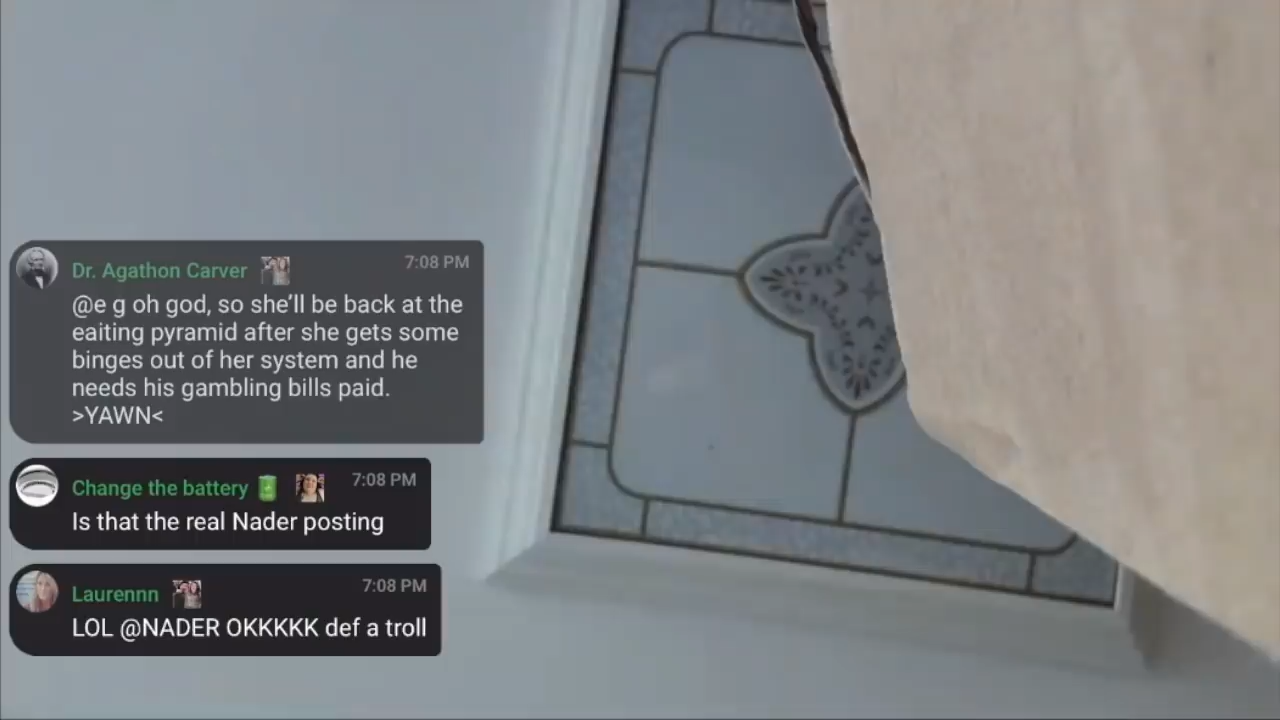 Dr. Agathon Carver 7:08 PM
@e g oh god, so she’ll be back at the
eaiting pyramid after she gets some
binges out of her system and he
needs his gambling bills paid.
>YAWN<
Change the battery 7:08 PM
Is that the real Nader posting
Laurennn 7:08 PM
LOL @NADER OKKKKK def a troll